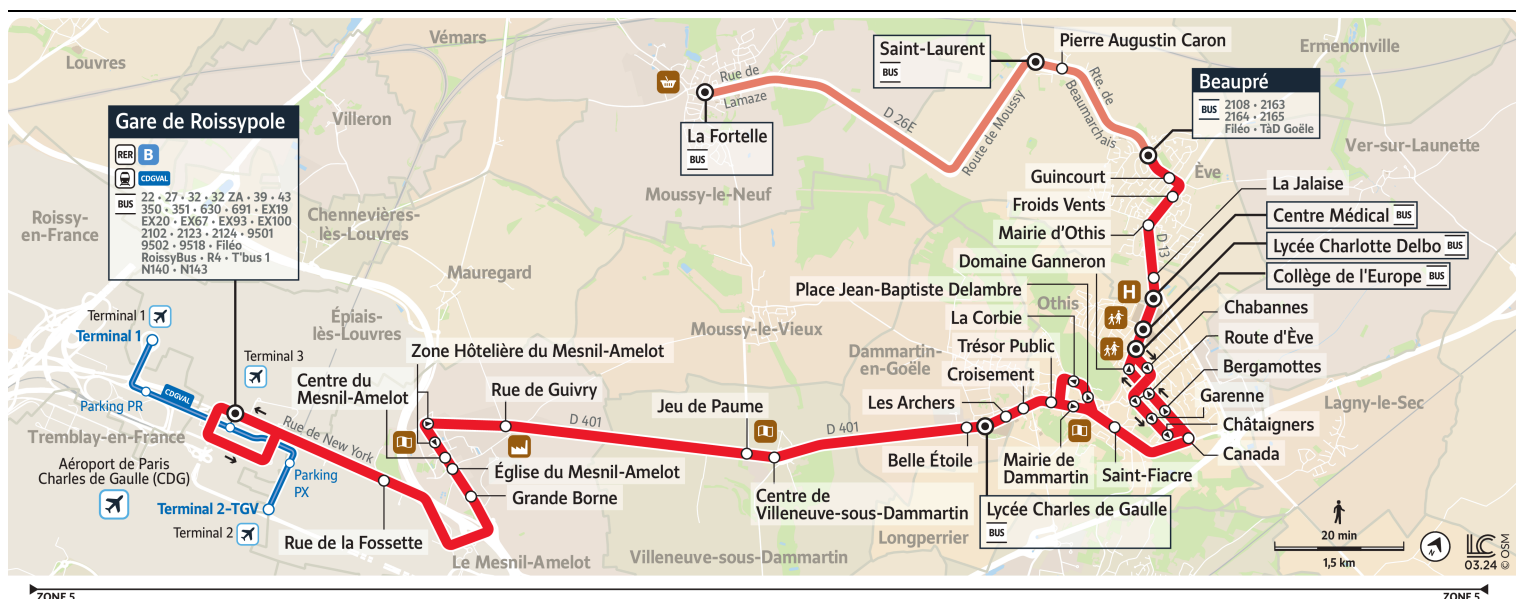 Louvres
Vémars
Villeron
Roissy-
en-France
Chennevières-
lès-Louvres
Mauregard
Épiais-
lès-Louvres
Tremblay-en-France
Le Mesnil-Amelot
Moussy-le-Neuf
Moussy-le-Vieux
Villeneuve-sous-Dammartin
Longperrier
Dammartin-
en-Goële
Othis
Ève
Ermenonville
Ver-sur-Launette
Lagny-le-Sec
Gare de Roissypole
RER B
CDGVAL
BUS
22 • 27 • 32 • 32 ZA • 39 • 43
350 • 351 • 630 • 691 • EX19
EX20 • EX67 • EX93 • EX100
2102 • 2123 • 2124 • 9501
9502 • 9518 • Filéo
RoissyBus • R4 • T'bus 1
N140 • N143
Terminal 1
Terminal 1
Terminal 3
CDGVAL
Parking PR
Aéroport de Paris
Charles de Gaulle (CDG)
Parking
PX
Terminal 2-TGV
Terminal 2
Rue de New York
Rue de la Fossette
Centre du
Mesnil-Amelot
Zone Hôtelière du Mesnil-Amelot
Église du Mesnil-Amelot
Grande Borne
Rue de Guivry
D 401
Jeu de Paume
Centre de
Villeneuve-sous-Dammartin
D 401
Belle Étoile
Lycée Charles de Gaulle
BUS
Les Archers
Croisement
Trésor Public
La Corbie
Place Jean-Baptiste Delambre
Domaine Ganneron
Mairie de
Dammartin
Saint-Fiacre
Canada
Châtaigners
Garenne
Bergamottes
Route d'Ève
Chabannes
Collège de l'Europe BUS
Lycée Charlotte Delbo BUS
Centre Médical BUS
La Jalaise
H
D 13
Mairie d'Othis
Froids Vents
Guincourt
Beaupré
BUS
2108 • 2163
2164 • 2165
Filéo • TàD Goële
Rte. de
Beaumarchais
Pierre Augustin Caron
Saint-Laurent
BUS
Route de Moussy
D 26E
Rue de
Lamaze
La Fortelle
BUS
20 min
1,5 km
N
LC
03.24
© OSM
ZONE 5
ZONE 5